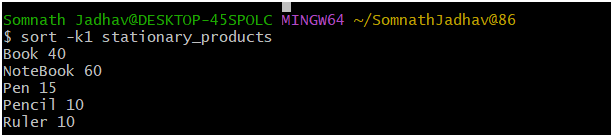 Somnath Jadhav@DESKTOP-45SPOLC MINGW64 ~/SomnathJadhav@86
$ sort -k1 stationary_products
Book 40
NoteBook 60
Pen 15
Pencil 10
Ruler 10